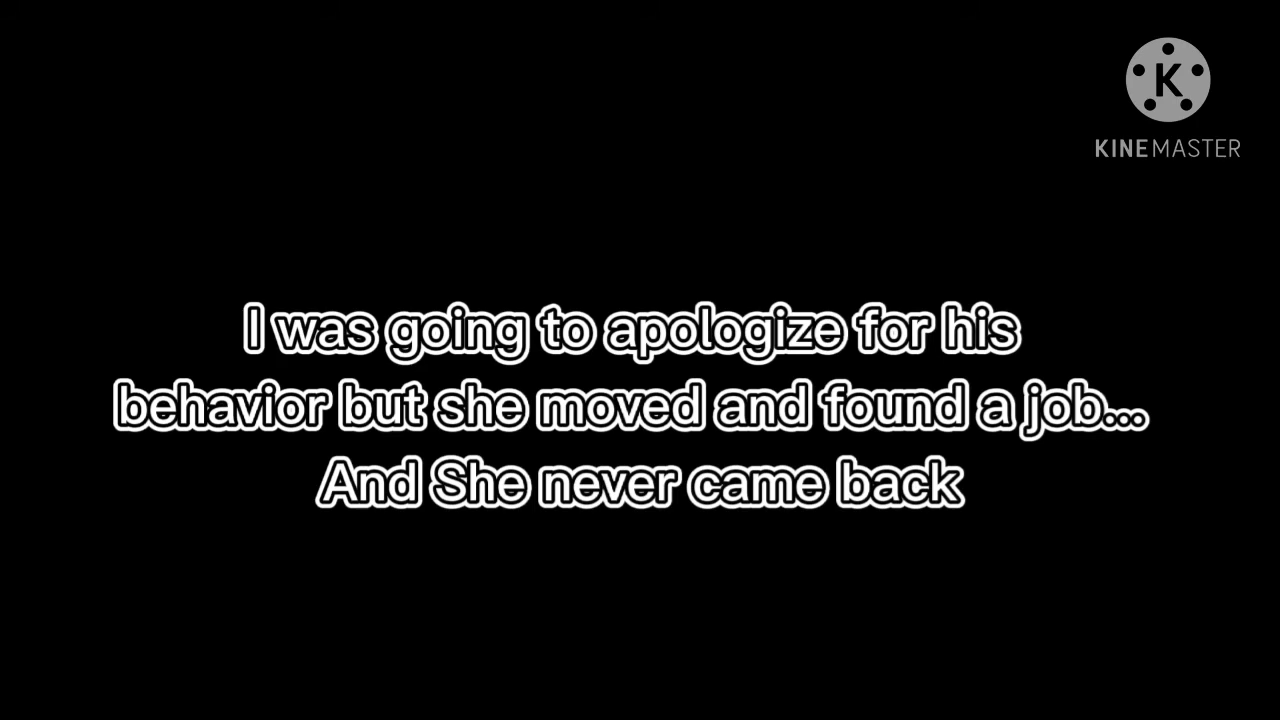 K
KINEMASTER
I was going to apologize for his
behavior but she moved and found a job...
And She never came back